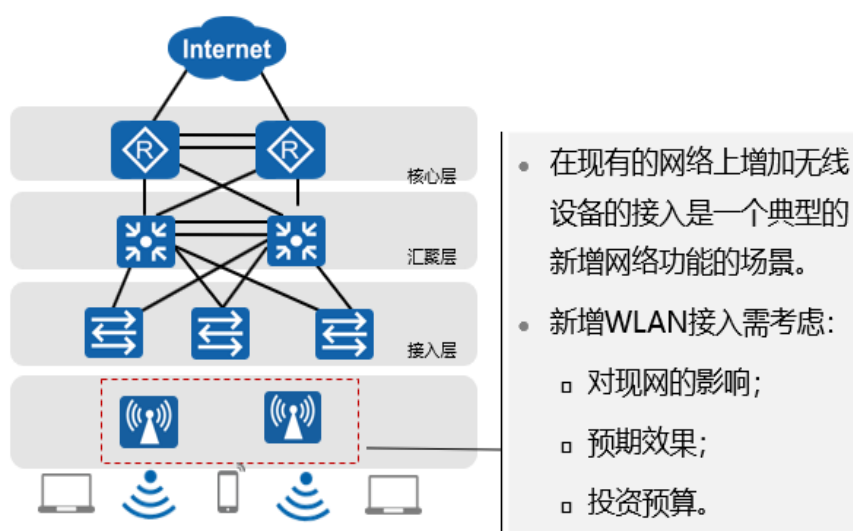 Internet
R
R
核心层
汇聚层
接入层
在现有的网络上增加无线
设备的接入是一个典型的
新增网络功能的场景。
新增WLAN接入需考虑：
对现网的影响；
预期效果；
投资预算。